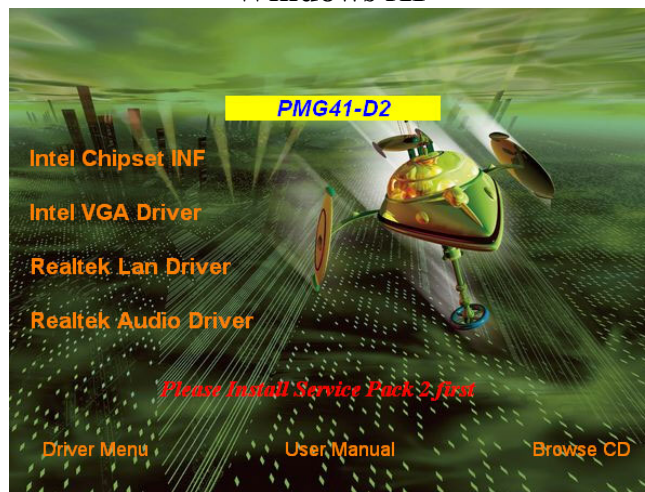 PMG41-D2
Intel Chipset INF
Intel VGA Driver
Realtek Lan Driver
Realtek Audio Driver
Please Install Service Pack 2 first
Driver Menu
User Manual
Browse CD